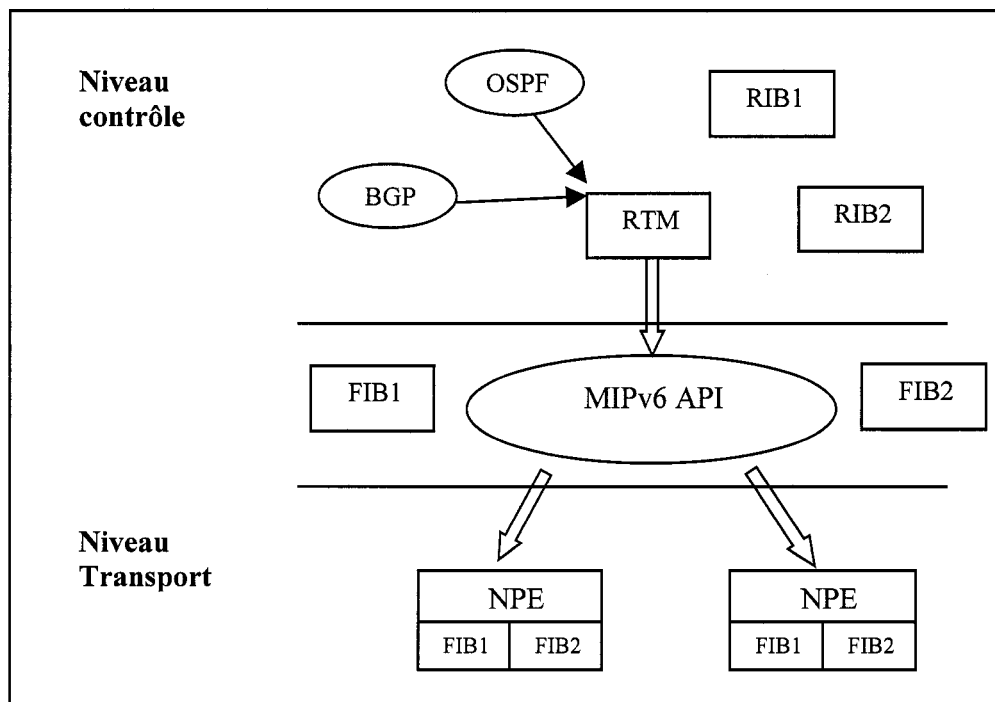 Niveau
contrôle
OSPF
RIB1
BGP
RTM
RIB2
FIB1
MIPv6 API
FIB2
Niveau
Transport
NPE
FIB1 FIB2
NPE
FIB1 FIB2